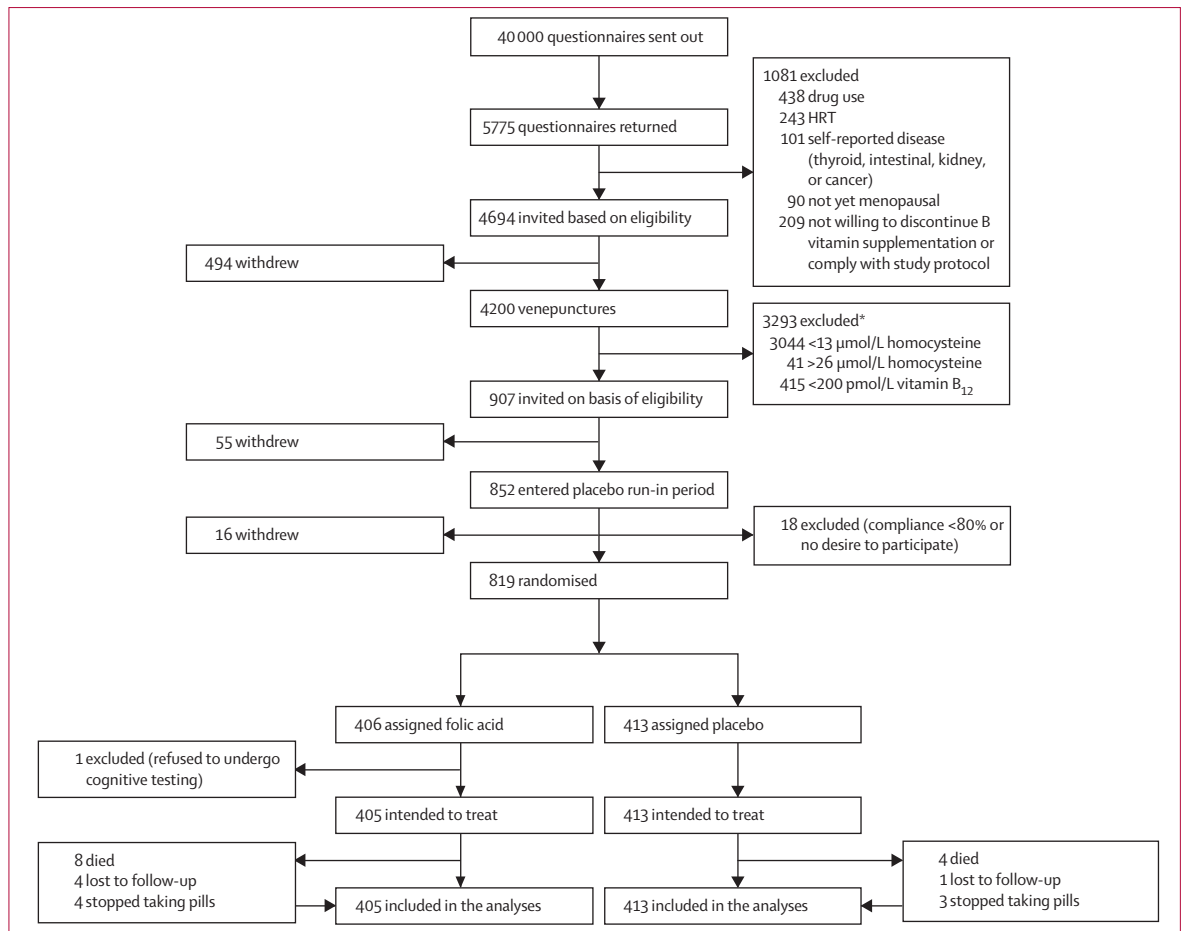 40 000 questionnaires sent out
1081 excluded
438 drug use
243 HRT
101 self-reported disease
(thyroid, intestinal, kidney,
or cancer)
90 not yet menopausal
209 not willing to discontinue B
vitamin supplementation or
comply with study protocol
5775 questionnaires returned
4694 invited based on eligibility
494 withdrew
4200 venepunctures
3293 excluded*
3044 <13 µmol/L homocysteine
41 >26 µmol/L homocysteine
415 <200 pmol/L vitamin B12
907 invited on basis of eligibility
55 withdrew
852 entered placebo run-in period
16 withdrew
18 excluded (compliance <80% or
no desire to participate)
819 randomised
406 assigned folic acid
413 assigned placebo
1 excluded (refused to undergo
cognitive testing)
405 intended to treat
413 intended to treat
8 died
4 lost to follow-up
4 stopped taking pills
4 died
1 lost to follow-up
3 stopped taking pills
405 included in the analyses
413 included in the analyses